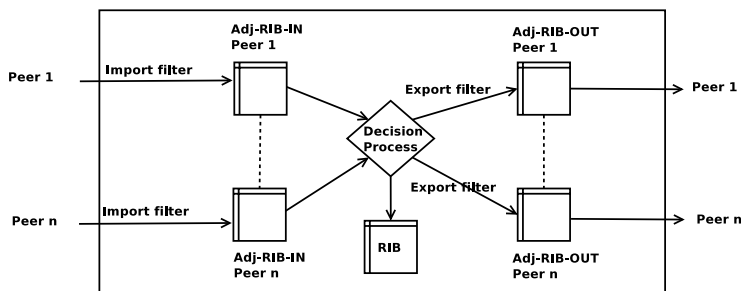 Adj-RIB-IN
Peer 1
Adj-RIB-OUT
Peer 1
Peer 1
Import filter
Export filter
Peer 1
Decision
Process
Peer n
Import filter
Export filter
Peer n
RIB
Adj-RIB-IN
Peer n
Adj-RIB-OUT
Peer n